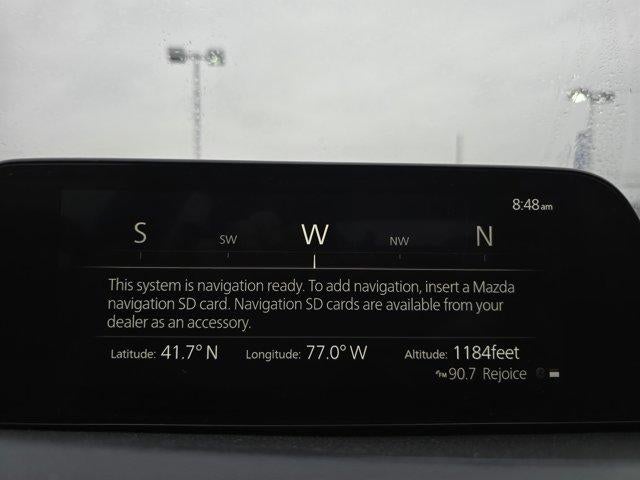 8:48am
S SW W NW N
This system is navigation ready. To add navigation, insert a Mazda
navigation SD card. Navigation SD cards are available from your
dealer as an accessory.
Latitude: 41.7° N Longitude: 77.0° W Altitude: 1184feet
FM 90.7 Rejoice